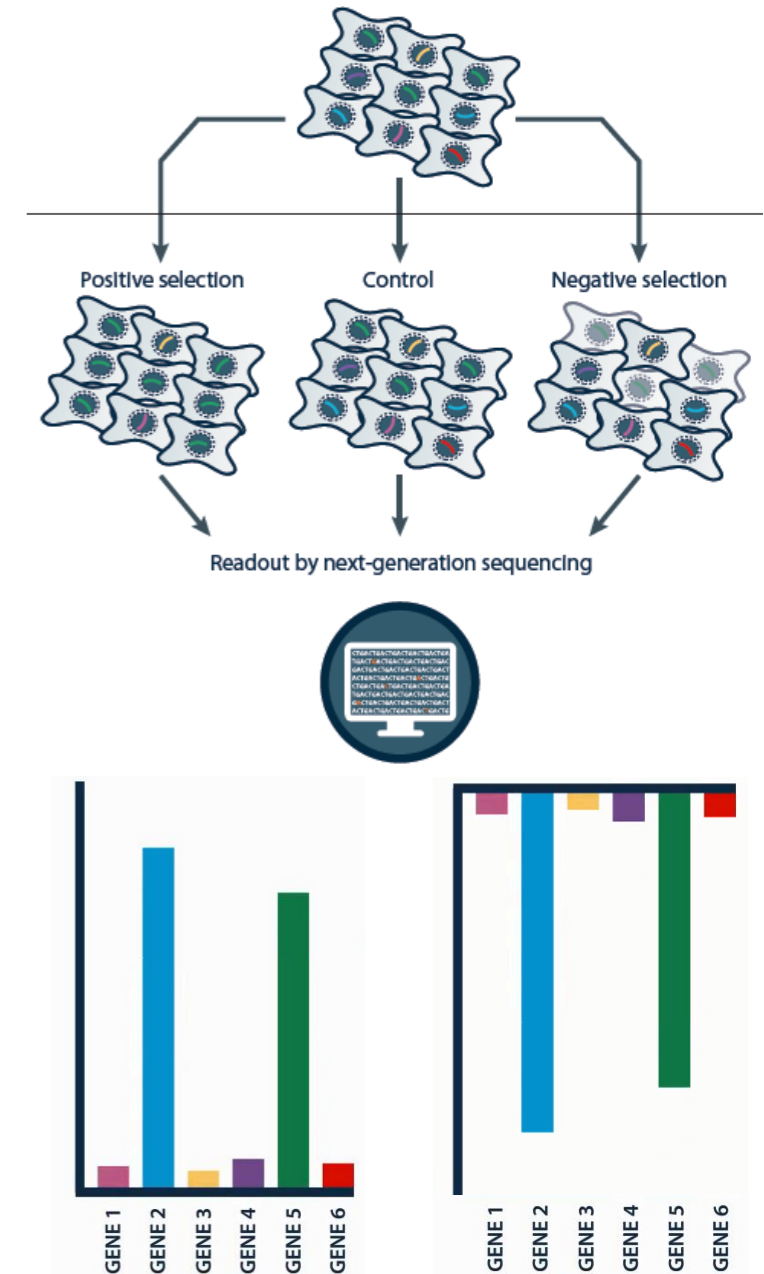 Positive selection
Control
Negative selection
Readout by next-generation sequencing
CTGACTGACTGACTGACTGACTGA
GENE 1
GENE 2
GENE 3
GENE 4
GENE 5
GENE 6
GENE 1
GENE 2
GENE 3
GENE 4
GENE 5
GENE 6